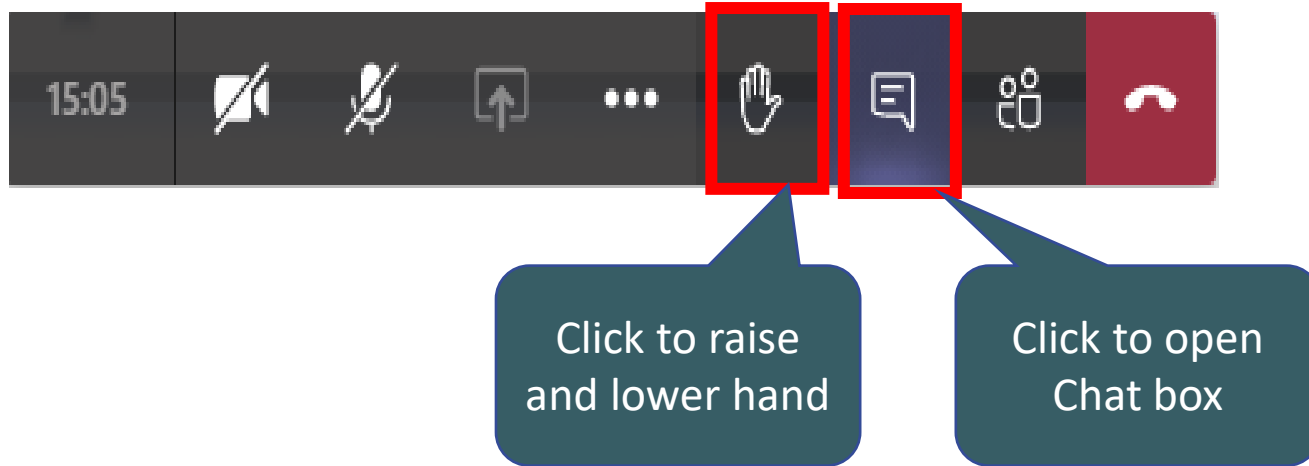 15:05
Click to raise
and lower hand
Click to open
Chat box